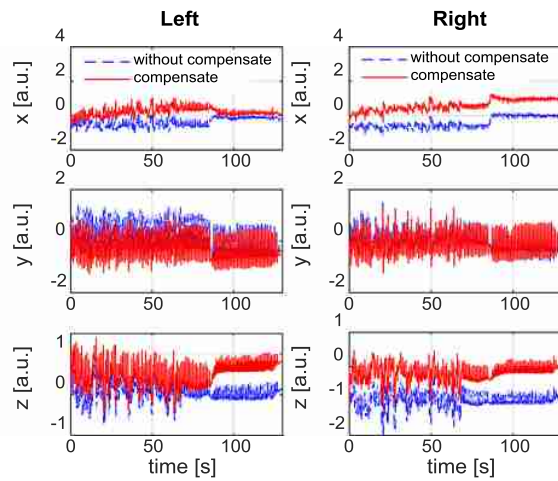 Left Right
4 4
without compensate without compensate
compensate compensate
2 2
x [a.u.] x [a.u.]
0 0
-2 -2
0 50 100 0 50 100
2 2
y [a.u.] y [a.u.]
0 0
-2 -2
0 50 100 0 50 100
1 1
z [a.u.] z [a.u.]
0 0
-1 -1
-2
0 50 100 0 50 100
time [s] time [s]